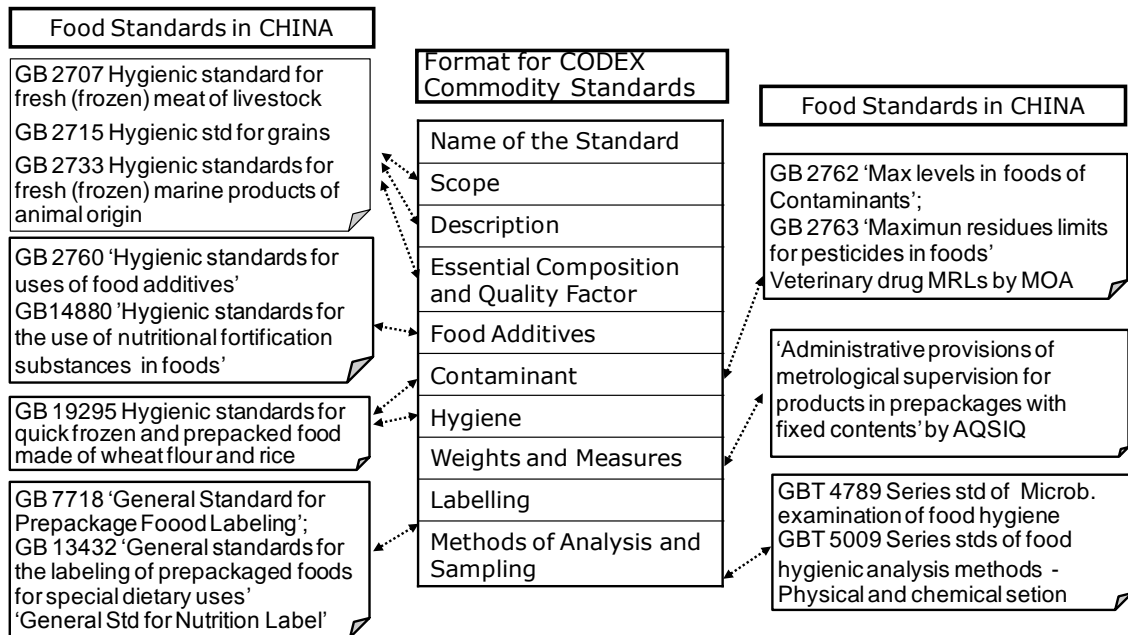 Food Standards in CHINA
GB 2707 Hygienic standard for
fresh (frozen) meat of livestock
GB 2715 Hygienic std for grains
GB 2733 Hygienic standards for
fresh (frozen) marine products of
animal origin
GB 2760 ‘Hygienic standards for
uses of food additives’
GB14880 ’Hygienic standards for
the use of nutritional fortification
substances in foods’
GB 19295 Hygienic standards for
quick frozen and prepacked food
made of wheat flour and rice
GB 7718 ‘General Standard for
Prepackage Foood Labeling’;
GB 13432 ‘General standards for
the labeling of prepackaged foods
for special dietary uses’
‘General Std for Nutrition Label’
Format for CODEX
Commodity Standards
Name of the Standard
Scope
Description
Essential Composition
and Quality Factor
Food Additives
Contaminant
Hygiene
Weights and Measures
Labelling
Methods of Analysis and
Sampling
Food Standards in CHINA
GB 2762 ‘Max levels in foods of
Contaminants’;
GB 2763 ‘Maximun residues limits
for pesticides in foods’
Veterinary drug MRLs by MOA
‘Administrative provisions of
metrological supervision for
products in prepackages with
fixed contents’ by AQSIQ
GBT 4789 Series std of Microb.
examination of food hygiene
GBT 5009 Series stds of food
hygienic analysis methods -
Physical and chemical setion